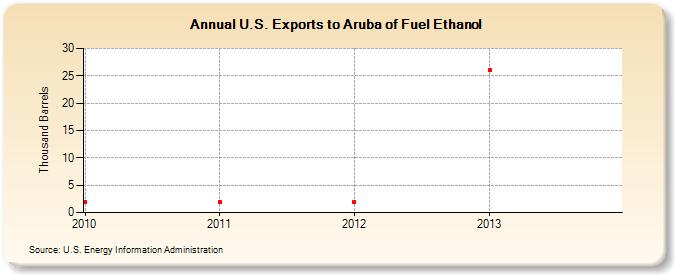 Annual U.S. Exports to Aruba of Fuel Ethanol
Thousand Barrels
30
25
20
15
10
5
0
2010 2011 2012 2013
Source: U.S. Energy Information Administration